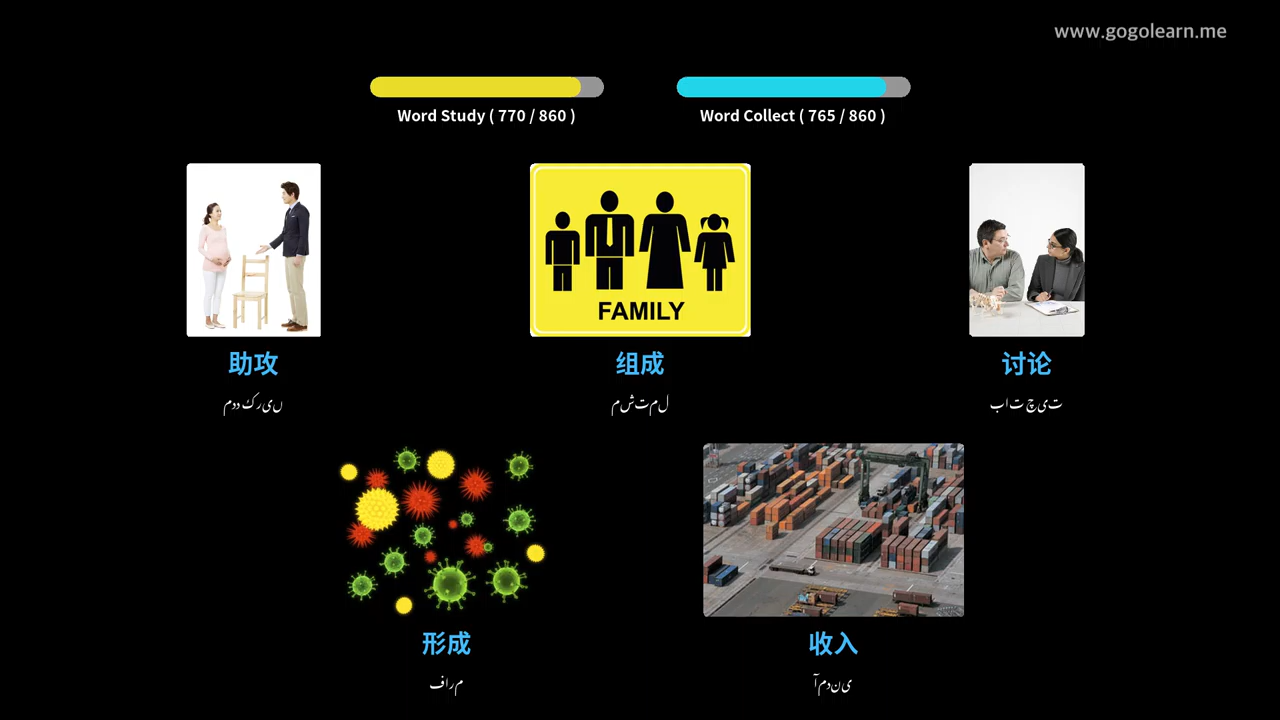 www.gogolearn.me
Word Study ( 770 / 860 )
Word Collect ( 765 / 860 )
FAMILY
助攻
组成
讨论
مدد کریں
مشتمل
بات چیت
形成
收入
فارم
آمدنی